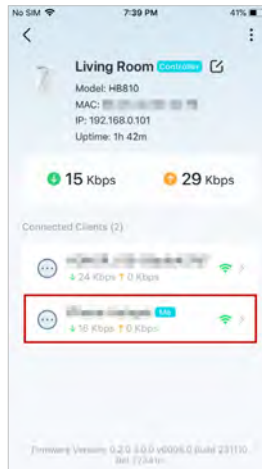 No SIM 7:39 PM 41%
Living Room Controller
Model: HB810
MAC:
IP: 192.168.0.101
Uptime: 1h 42m
15 Kbps 29 Kbps
Connected Clients (2)
24 Kbps 0 Kbps
Me
16 Kbps 0 Kbps
Firmware Version: